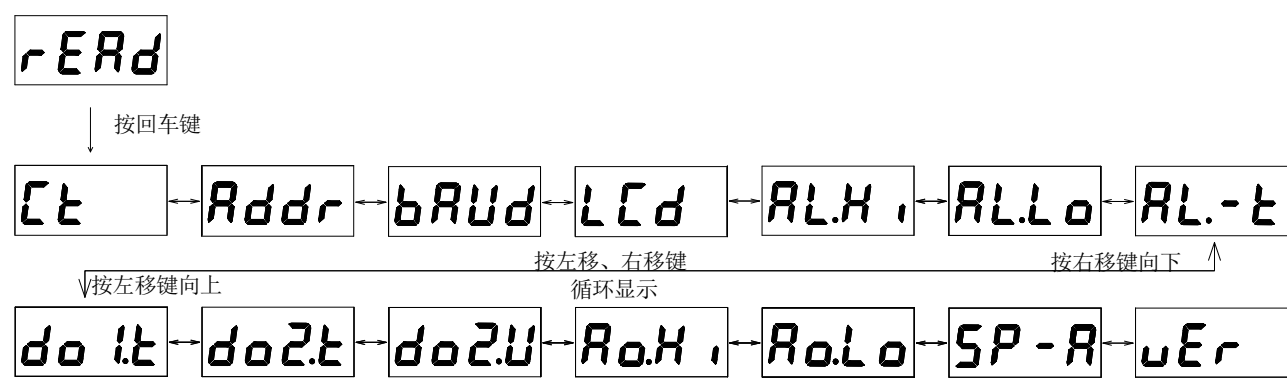 rEAd
按回车键
Ct Addr bAUd LCd AL.Hi AL.Lo AL.-t
按左移、右移键 按右移键向下
按左移键向上 循环显示
do1.t do2.t do2.U Ao.Hi Ao.Lo SP-A vEr